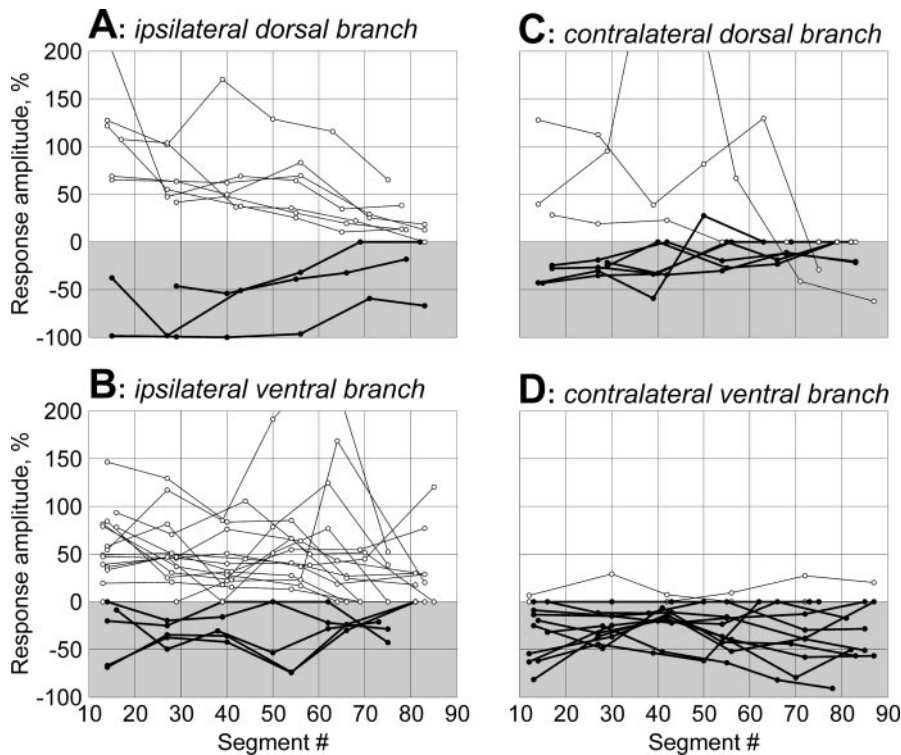 A: ipsilateral dorsal branch
C: contralateral dorsal branch
Response amplitude, %
200
150
100
50
0
-50
-100
B: ipsilateral ventral branch
D: contralateral ventral branch
Response amplitude, %
200
150
100
50
0
-50
-100
10 20 30 40 50 60 70 80 90
10 20 30 40 50 60 70 80 90
Segment #
Segment #